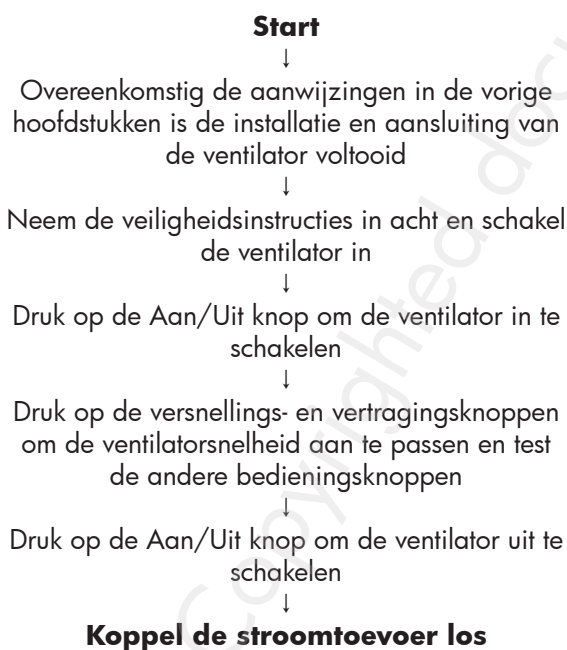 Start
↓
Overeenkomstig de aanwijzingen in de vorige
hoofdstukken is de installatie en aansluiting van
de ventilator voltooid
↓
Neem de veiligheidsinstructies in acht en schakel
de ventilator in
↓
Druk op de Aan/Uit knop om de ventilator in te
schakelen
↓
Druk op de versnellings- en vertragingsknoppen
om de ventilatorsnelheid aan te passen en test
de andere bedieningsknoppen
↓
Druk op de Aan/Uit knop om de ventilator uit te
schakelen
↓
Koppel de stroomtoevoer los
Copyrighted